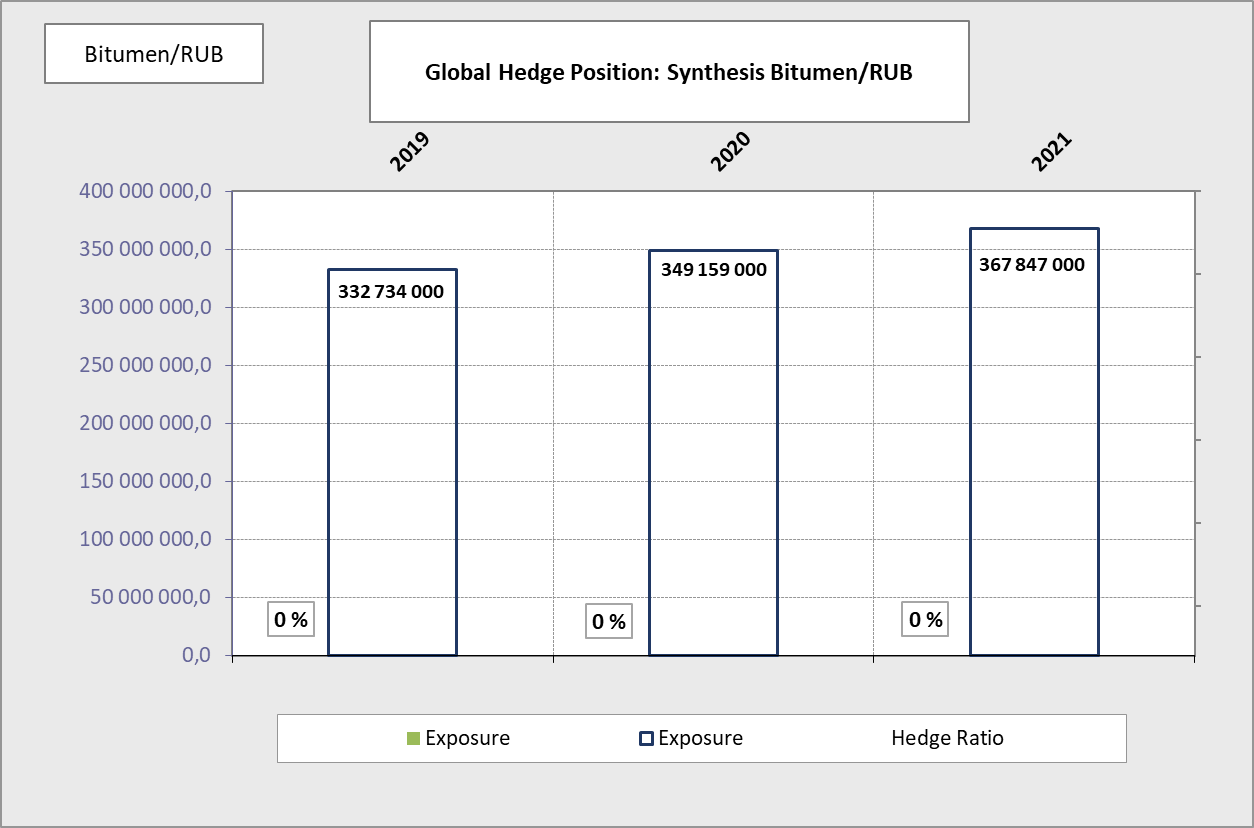 Bitumen/RUB
Global Hedge Position: Synthesis Bitumen/RUB
2019
2020
2021
400 000 000,0
350 000 000,0
300 000 000,0
250 000 000,0
200 000 000,0
150 000 000,0
100 000 000,0
50 000 000,0
0,0
332 734 000
349 159 000
367 847 000
0 %
0 %
0 %
Exposure
Exposure
Hedge Ratio